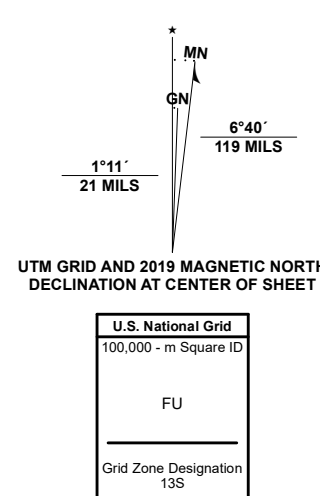 ★
MN
GN
6°40´
119 MILS
1°11´
21 MILS
UTM GRID AND 2019 MAGNETIC NORTH
DECLINATION AT CENTER OF SHEET
U.S. National Grid
100,000 - m Square ID
FU
Grid Zone Designation
13S